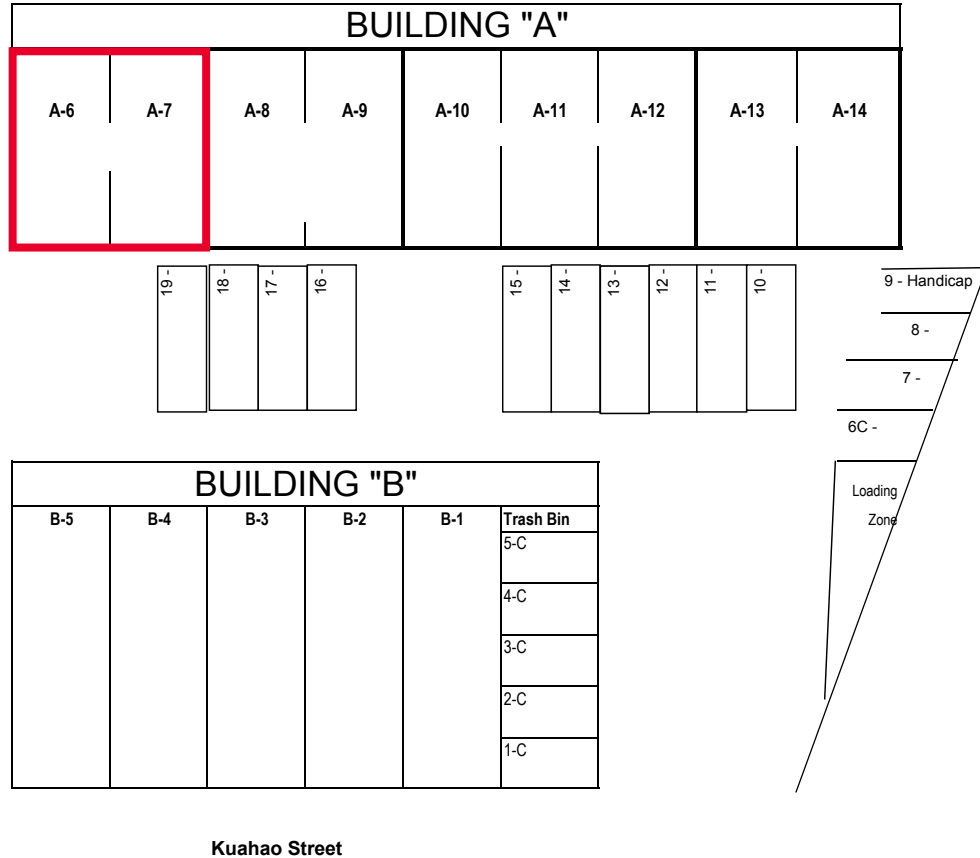 BUILDING "A"
A-6 A-7 A-8 A-9 A-10 A-11 A-12 A-13 A-14
19 - 18 - 17 - 16 - 15 - 14 - 13 - 12 - 11 - 10 -
9 - Handicap
8 -
7 -
6C -
Loading
Zone
BUILDING "B"
B-5 B-4 B-3 B-2 B-1 Trash Bin
5-C
4-C
3-C
2-C
1-C
Kuahao Street